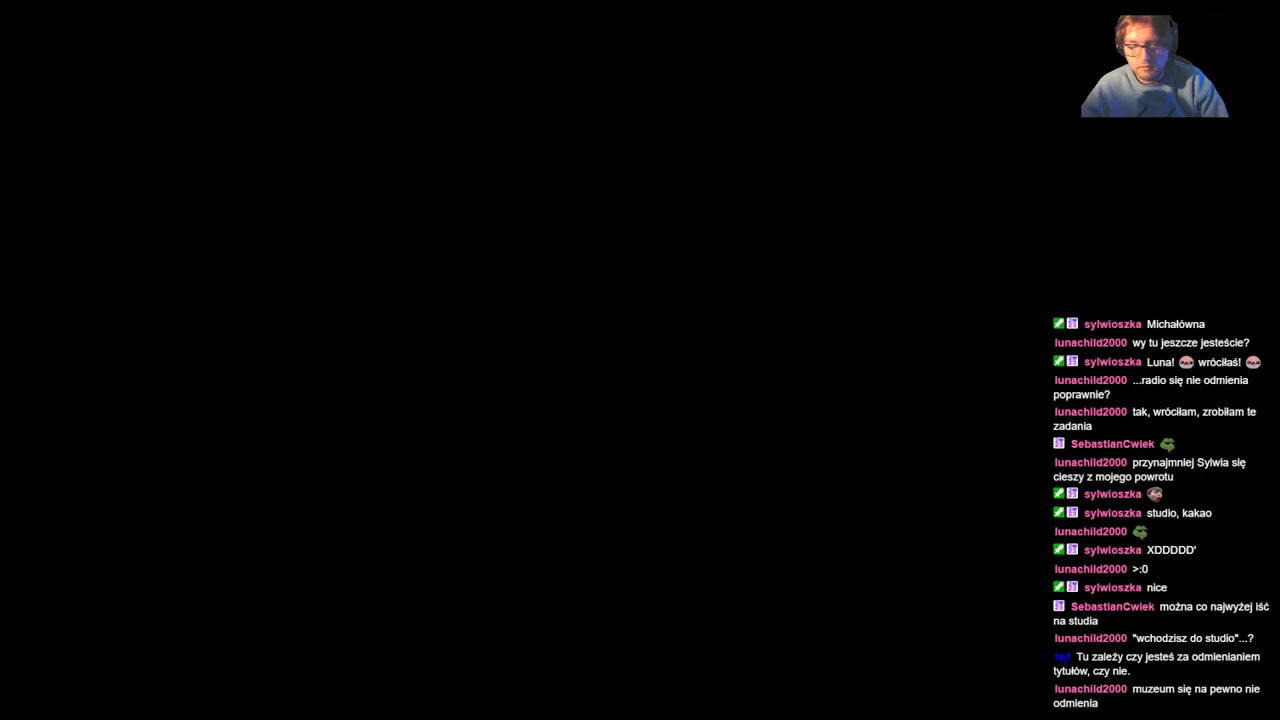 sylwioszka Michałówna
lunachild2000 wy tu jeszcze jesteście?
sylwioszka Luna! wróciłaś!
lunachild2000 ...radio się nie odmienia
poprawnie?
lunachild2000 tak, wróciłam, zrobiłam te
zadania
SebastianCwiek
lunachild2000 przynajmniej Sylwia się
cieszy z mojego powrotu
sylwioszka
sylwioszka studio, kakao
lunachild2000
sylwioszka XDDDDD'
lunachild2000 >:0
sylwioszka nice
SebastianCwiek można co najwyżej iść
na studia
lunachild2000 "wchodzisz do studio"...?
Tu zależy czy jesteś za odmienianiem
tytułów, czy nie.
lunachild2000 muzeum się na pewno nie
odmienia